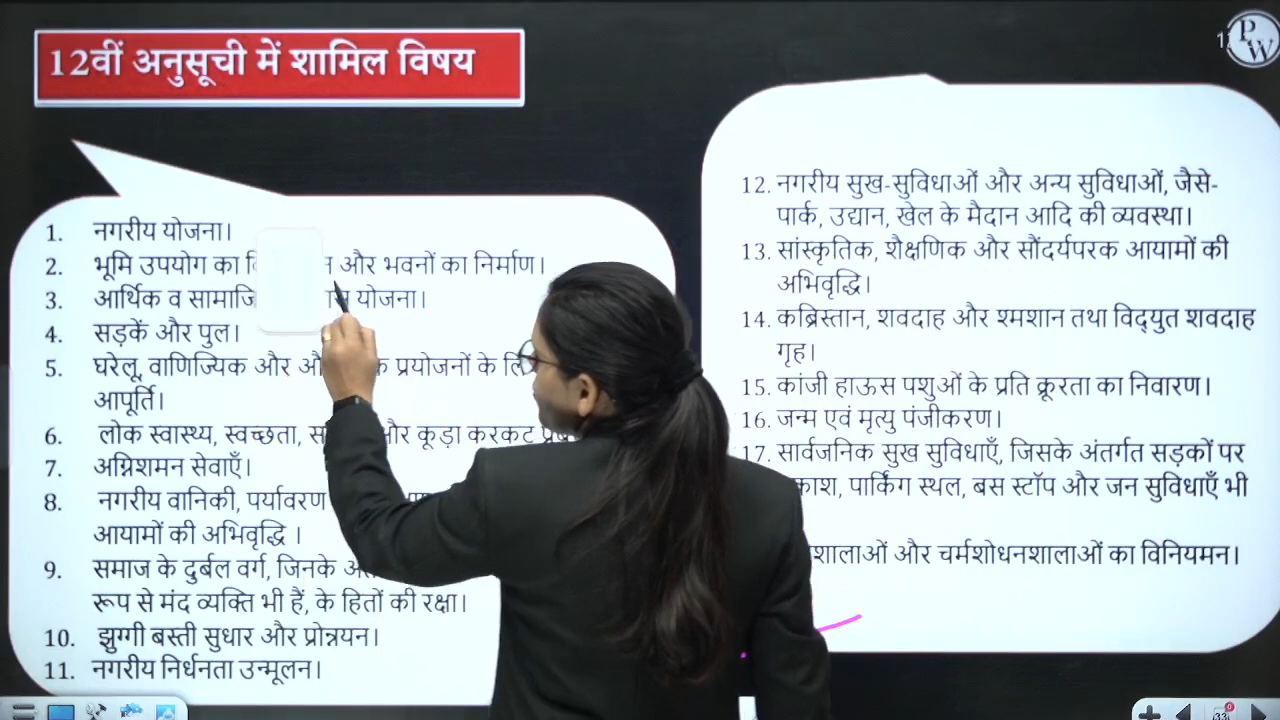 12वीं अनुसूची में शामिल विषय
PW
1. नगरीय योजना।
2. भूमि उपयोग का और भवनों का निर्माण।
3. आर्थिक व योजना।
4. सड़कें और पुल।
5. घरेलू, वाणिज्यिक और प्रयोजनों के
आपूर्ति।
6. लोक स्वास्थ्य, स्वच्छता, और कूड़ा करकट
7. अग्निशमन सेवाएँ।
8. नगरीय वानिकी, पर्यावरण
आयामों की अभिवृद्धि ।
9. समाज के दुर्बल वर्ग, जिनके
रूप से मंद व्यक्ति भी हैं, के हितों की रक्षा।
10. झुग्गी बस्ती सुधार और प्रोन्नयन।
11. नगरीय निर्धनता उन्मूलन।
12. नगरीय सुख-सुविधाओं और अन्य सुविधाओं, जैसे-
पार्क, उद्यान, खेल के मैदान आदि की व्यवस्था।
13. सांस्कृतिक, शैक्षणिक और सौंदर्यपरक आयामों की
अभिवृद्धि।
14. कब्रिस्तान, शवदाह और श्मशान तथा विद्युत शवदाह
गृह।
15. कांजी हाऊस पशुओं के प्रति क्रूरता का निवारण।
16. जन्म एवं मृत्यु पंजीकरण।
17. सार्वजनिक सुख सुविधाएँ, जिसके अंतर्गत सड़कों पर
पार्किंग स्थल, बस स्टॉप और जन सुविधाएँ भी
और चर्मशोधनशालाओं का विनियमन।
33